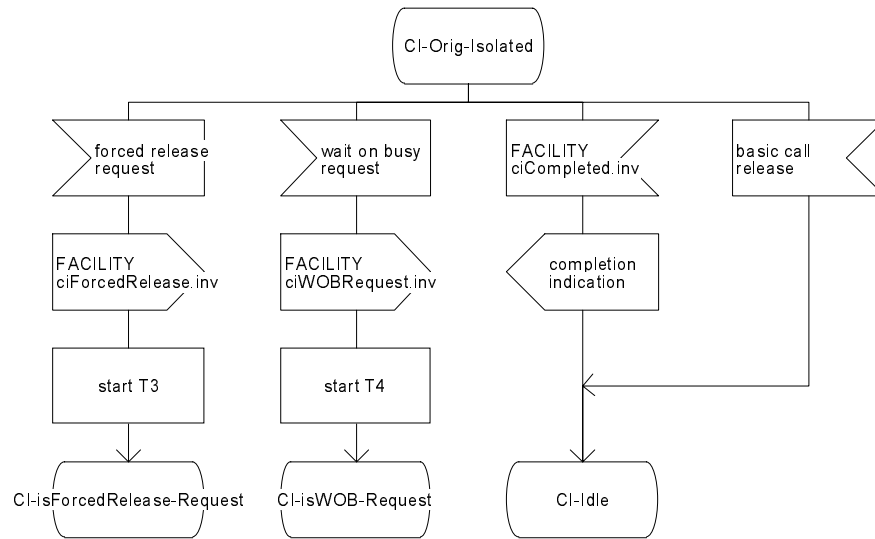 CI-Orig-Isolated
forced release
request
wait on busy
request
FACILITY
ciCompleted.inv
basic call
release
FACILITY
ciForcedRelease.inv
FACILITY
ciWOBRequest.inv
completion
indication
start T3
start T4
CI-isForcedRelease-Request
CI-isWOB-Request
CI-Idle